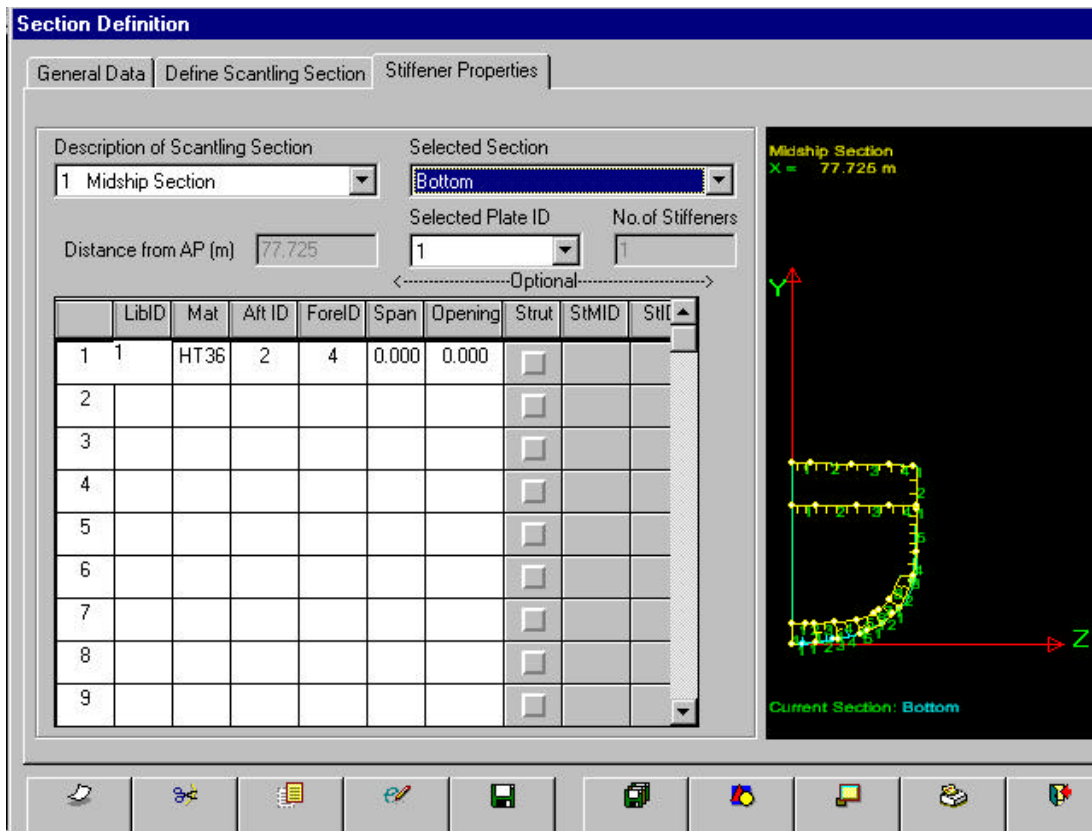 Section Definition
General Data Define Scantling Section Stiffener Properties
Description of Scantling Section Selected Section
1 Midship Section Bottom
Selected Plate ID No.of Stiffeners
Distance from AP (m) 77.725 1 1
<--------------------Optional----------------------->
LibID Mat Aft ID ForeID Span Opening Strut StMID
1 1 HT36 2 4 0.000 0.000
2
3
4
5
6
7
8
9
Midship Section
X = 77.725 m
Y
Z
Current Section: Bottom